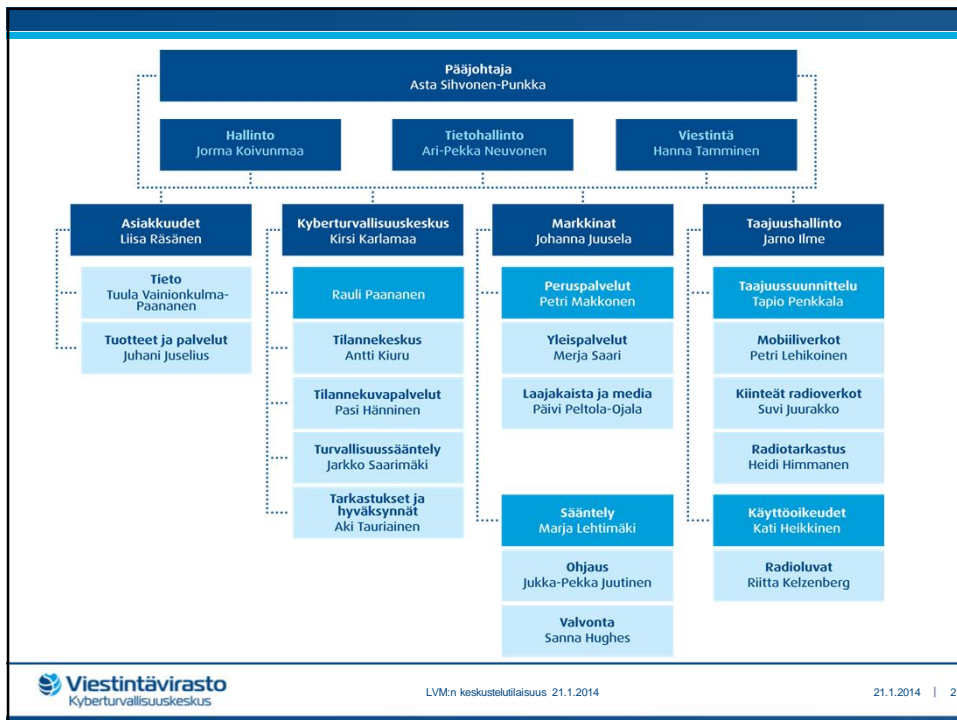 Pääjohtaja
Asta Sihvonen-Punkka
Hallinto
Jorma Koivunmaa
Tietohallinto
Ari-Pekka Neuvonen
Viestintä
Hanna Tamminen
Asiakkuudet
Liisa Räsänen
Tieto
Tuula Vainionkulma-
Paananen
Tuotteet ja palvelut
Juhani Juselius
Kyberturvallisuuskeskus
Kirsi Karlamaa
Rauli Paananen
Tilannekeskus
Antti Kiuru
Tilannekuvapalvelut
Pasi Hänninen
Turvallisuussääntely
Jarkko Saarimäki
Tarkastukset ja
hyväksynnät
Aki Tauriainen
Markkinat
Johanna Juusela
Peruspalvelut
Petri Makkonen
Yleispalvelut
Merja Saari
Laajakaista ja media
Päivi Peltola-Ojala
Sääntely
Marja Lehtimäki
Ohjaus
Jukka-Pekka Juutinen
Valvonta
Sanna Hughes
Taajuushallinto
Jarno Ilme
Taajuussuunnittelu
Tapio Penkkala
Mobiiliverkot
Petri Lehikoinen
Kiinteät radioverkot
Suvi Juurakko
Radiotarkastus
Heidi Himmanen
Käyttöoikeudet
Kati Heikkinen
Radioluvat
Riitta Kelzenberg
Viestintävirasto
Kyberturvallisuuskeskus
LVM:n keskustelutilaisuus 21.1.2014
21.1.2014 | 2